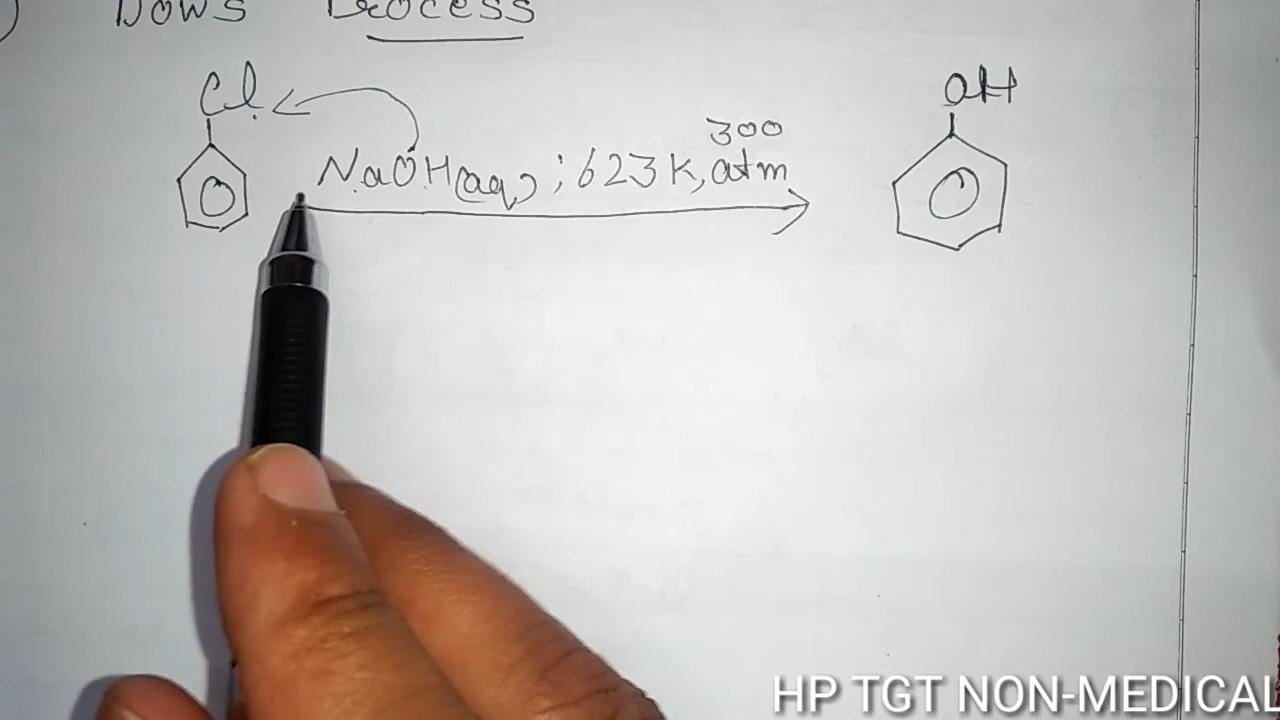 Dows Process
Cl
OH
300
NaOH(aq) ; 623 K, atm
HP TGT NON-MEDICAL